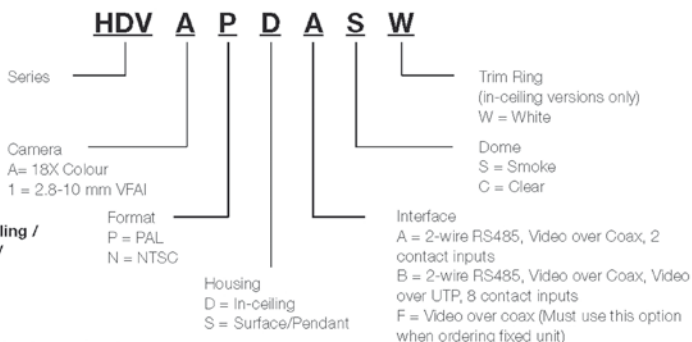 HDV A P D A S W
Series
Trim Ring
(in-ceiling versions only)
W = White
Camera
A= 18X Colour
1 = 2.8-10 mm VFAI
Dome
S = Smoke
C = Clear
ling /
Format
P = PAL
N = NTSC
Interface
A = 2-wire RS485, Video over Coax, 2
contact inputs
B = 2-wire RS485, Video over Coax, Video
over UTP, 8 contact inputs
F = Video over coax (Must use this option
when ordering fixed unit)
Housing
D = In-ceiling
S = Surface/Pendant